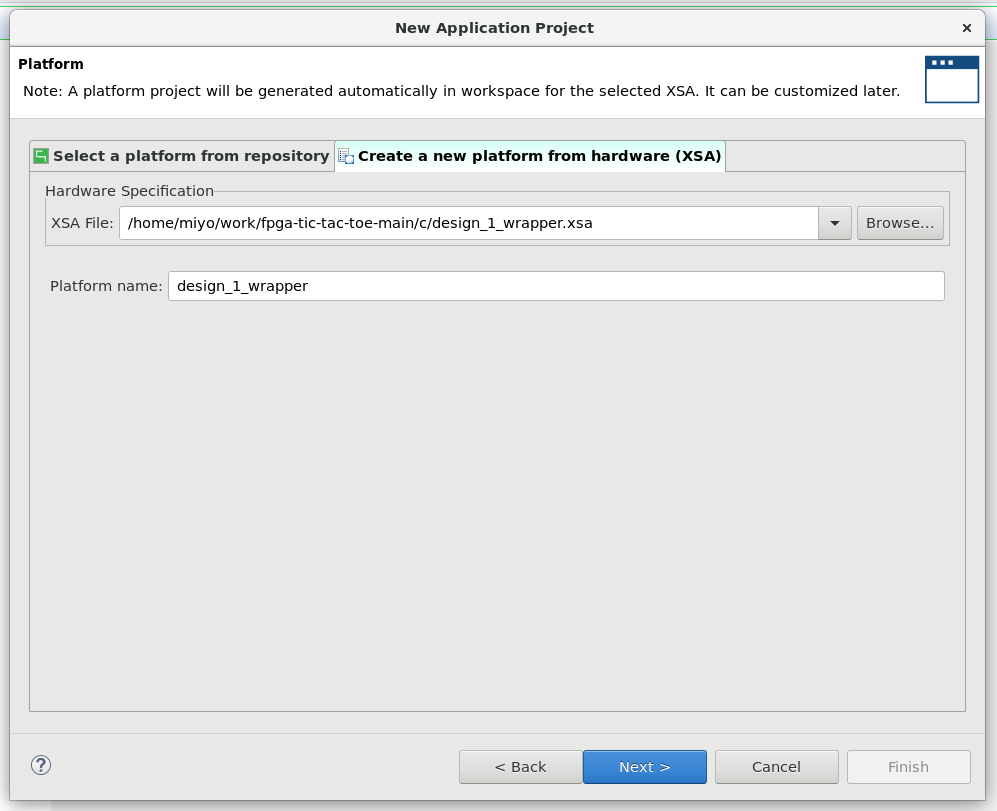 New Application Project
×
Platform
Note: A platform project will be generated automatically in workspace for the selected XSA. It can be customized later.
Select a platform from repository
Create a new platform from hardware (XSA)
Hardware Specification
XSA File: /home/miyo/work/fpga-tic-tac-toe-main/c/design_1_wrapper.xsa Browse...
Platform name: design_1_wrapper
? < Back Next > Cancel Finish